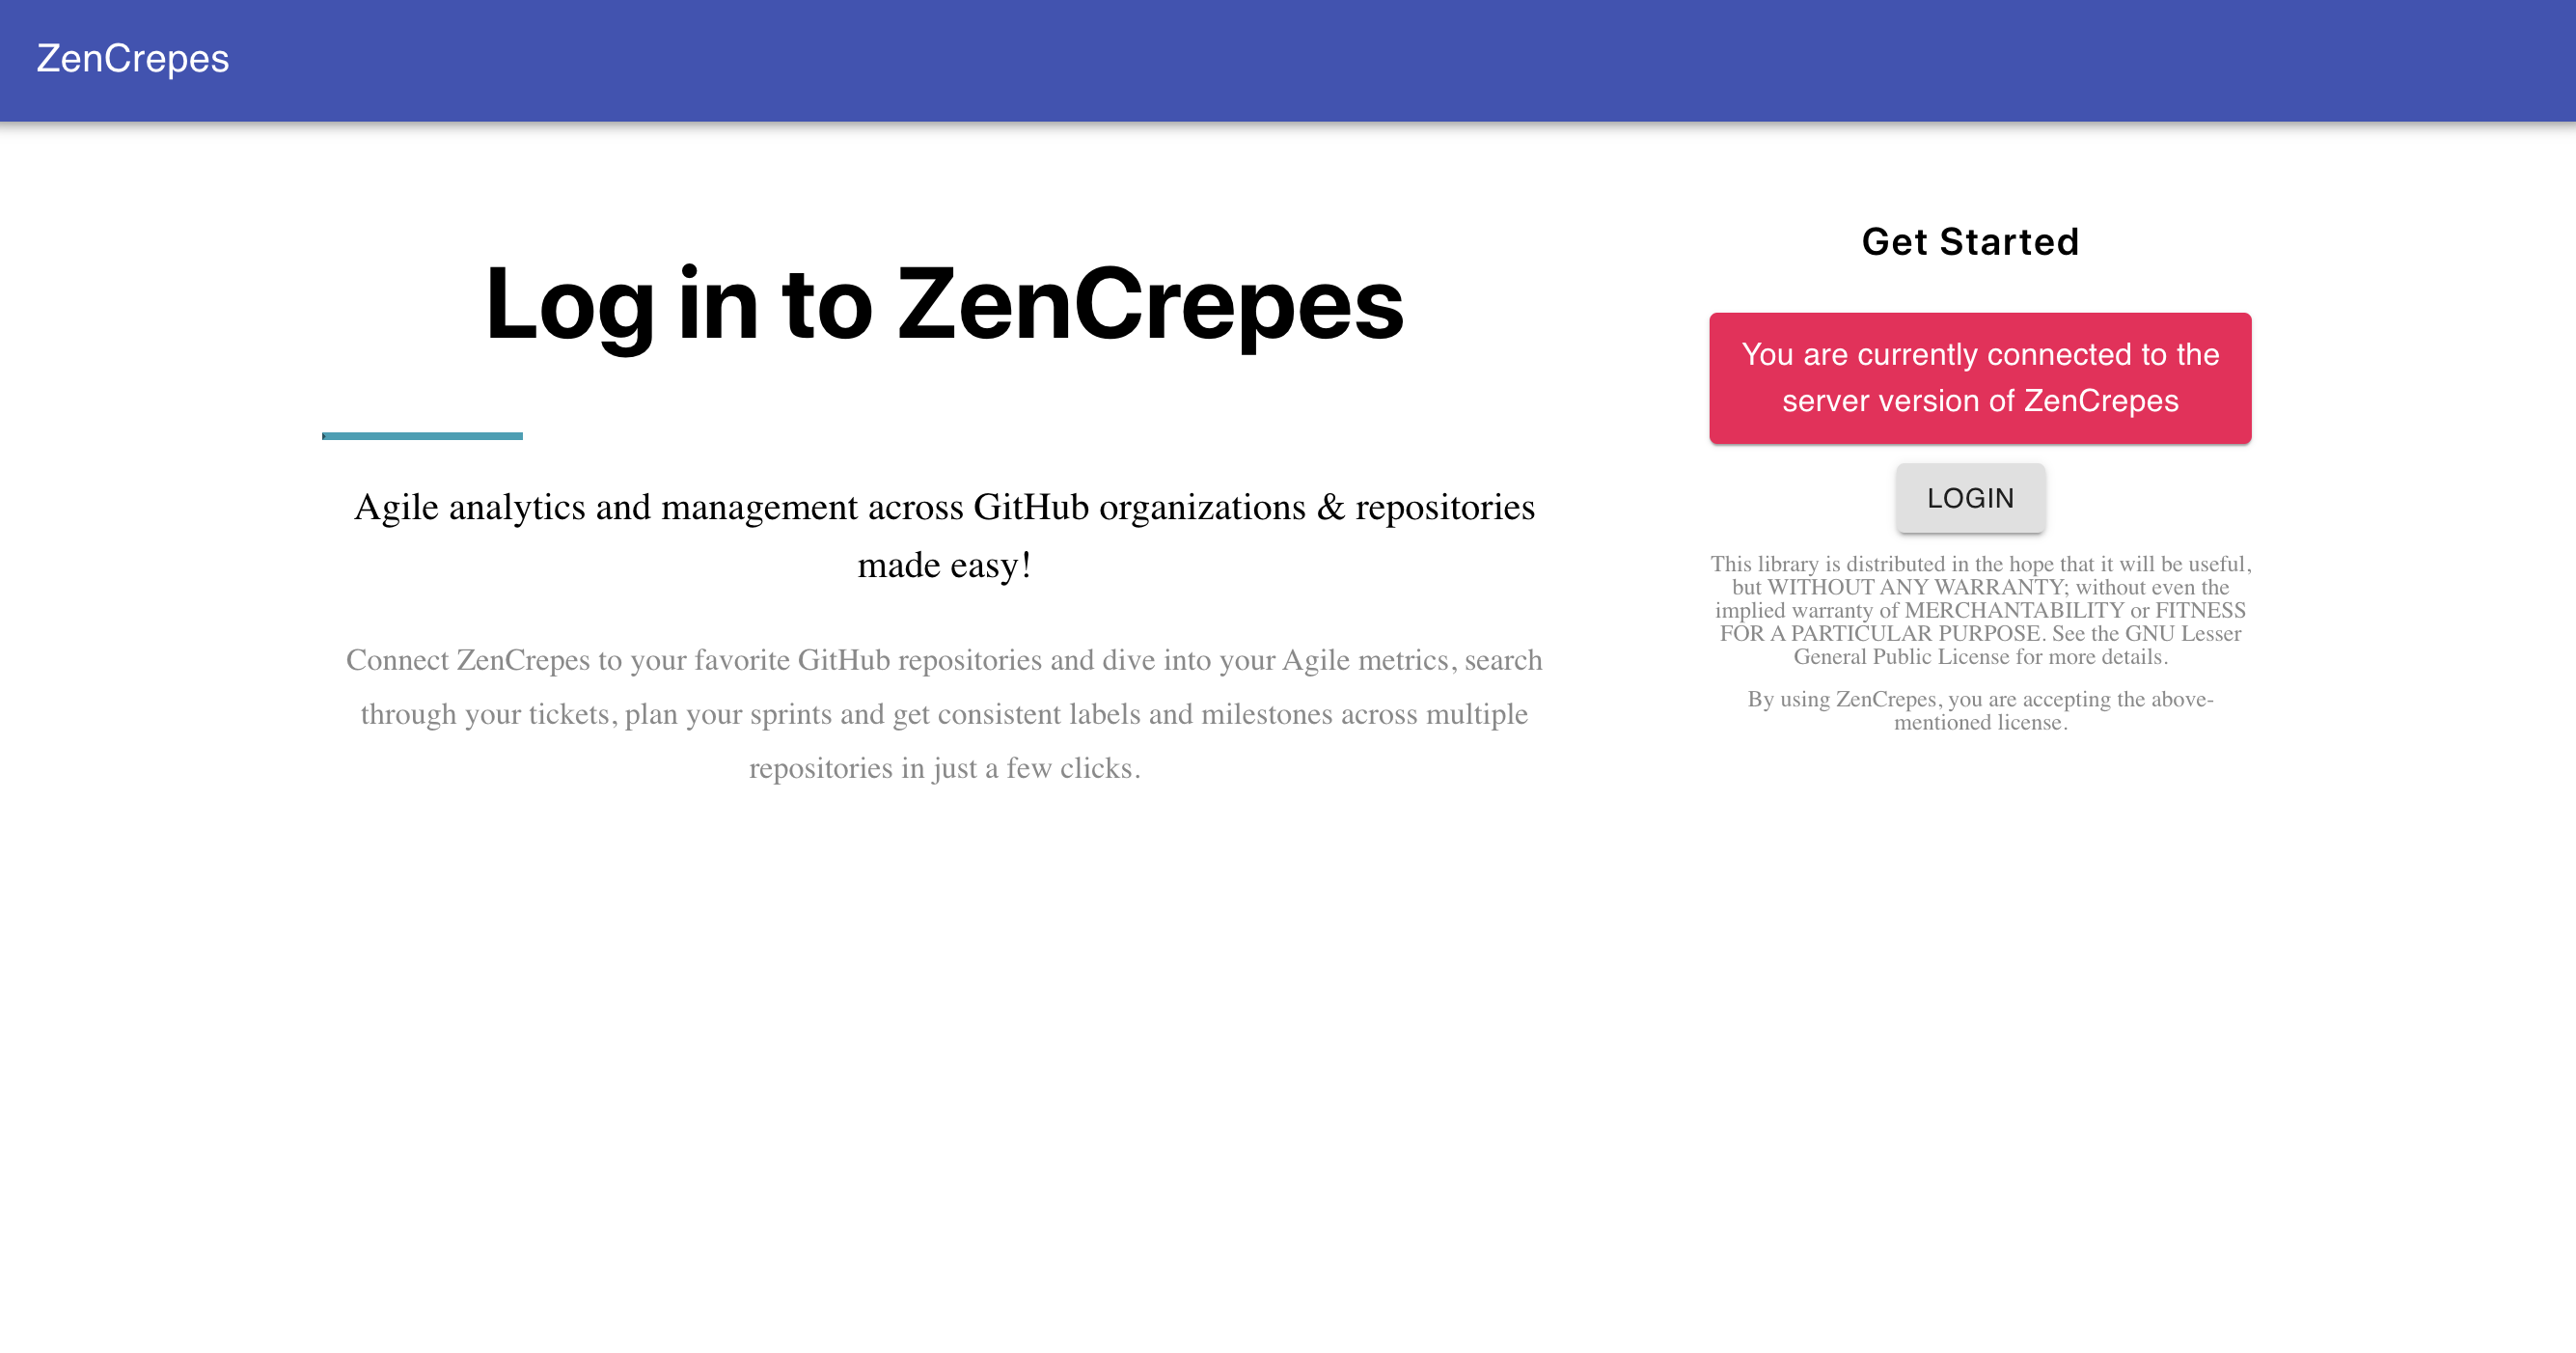 ZenCrepes
Log in to ZenCrepes
Agile analytics and management across GitHub organizations & repositories
made easy!
Connect ZenCrepes to your favorite GitHub repositories and dive into your Agile metrics, search
through your tickets, plan your sprints and get consistent labels and milestones across multiple
repositories in just a few clicks.
Get Started
You are currently connected to the
server version of ZenCrepes
LOGIN
This library is distributed in the hope that it will be useful,
but WITHOUT ANY WARRANTY; without even the
implied warranty of MERCHANTABILITY or FITNESS
FOR A PARTICULAR PURPOSE. See the GNU Lesser
General Public License for more details.
By using ZenCrepes, you are accepting the above-
mentioned license.